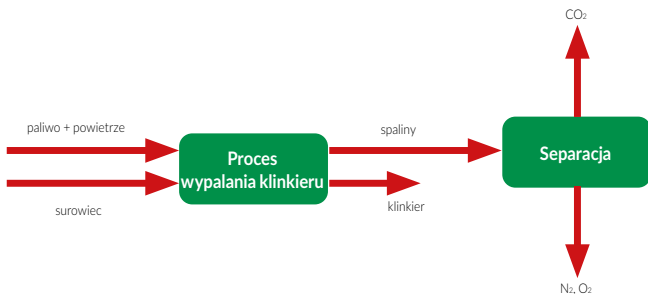 CO₂
paliwo + powietrze
spaliny
Proces
wypalania klinkieru
Separacja
surowiec
klinkier
N₂, O₂